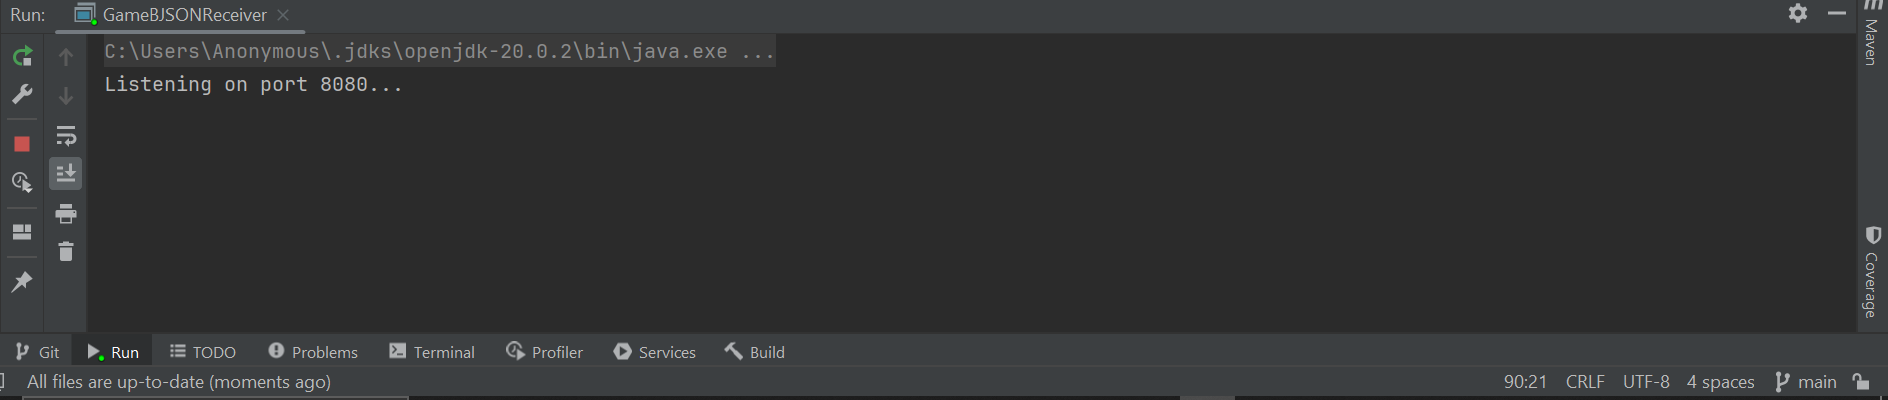 Run: GameBJSONReceiver
C:\Users\Anonymous\.jdks\openjdk-20.0.2\bin\java.exe ...
Listening on port 8080...
Maven
Coverage
Git Run TODO Problems Terminal Profiler Services Build
All files are up-to-date (moments ago) 90:21 CRLF UTF-8 4 spaces main